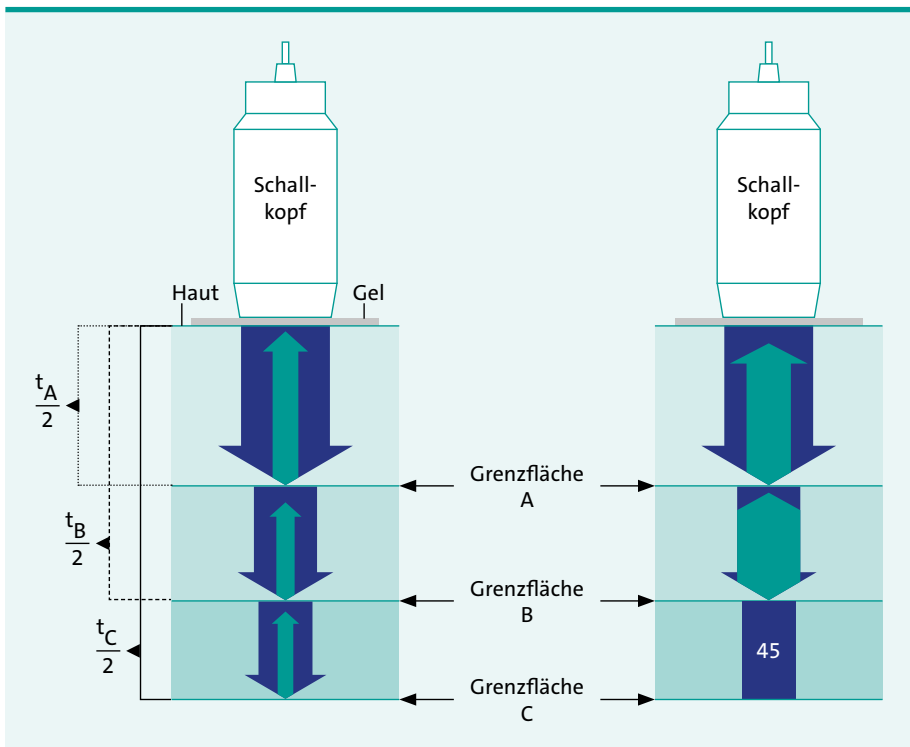 Schall-
kopf
Schall-
kopf
Haut
Gel
tA
2
Grenzfläche
A
tB
2
Grenzfläche
B
tC
2
45
Grenzfläche
C